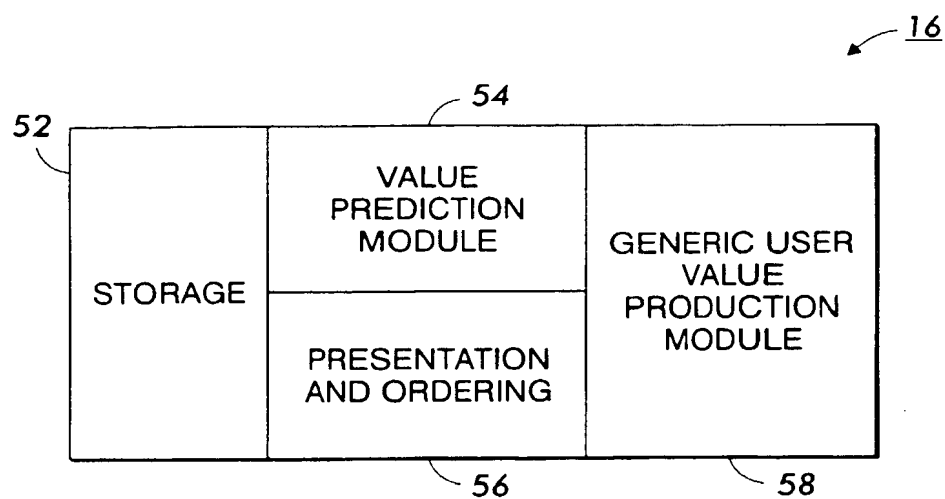 16
54
52
VALUE
PREDICTION
MODULE
STORAGE
PRESENTATION
AND ORDERING
GENERIC USER
VALUE
PRODUCTION
MODULE
56
58